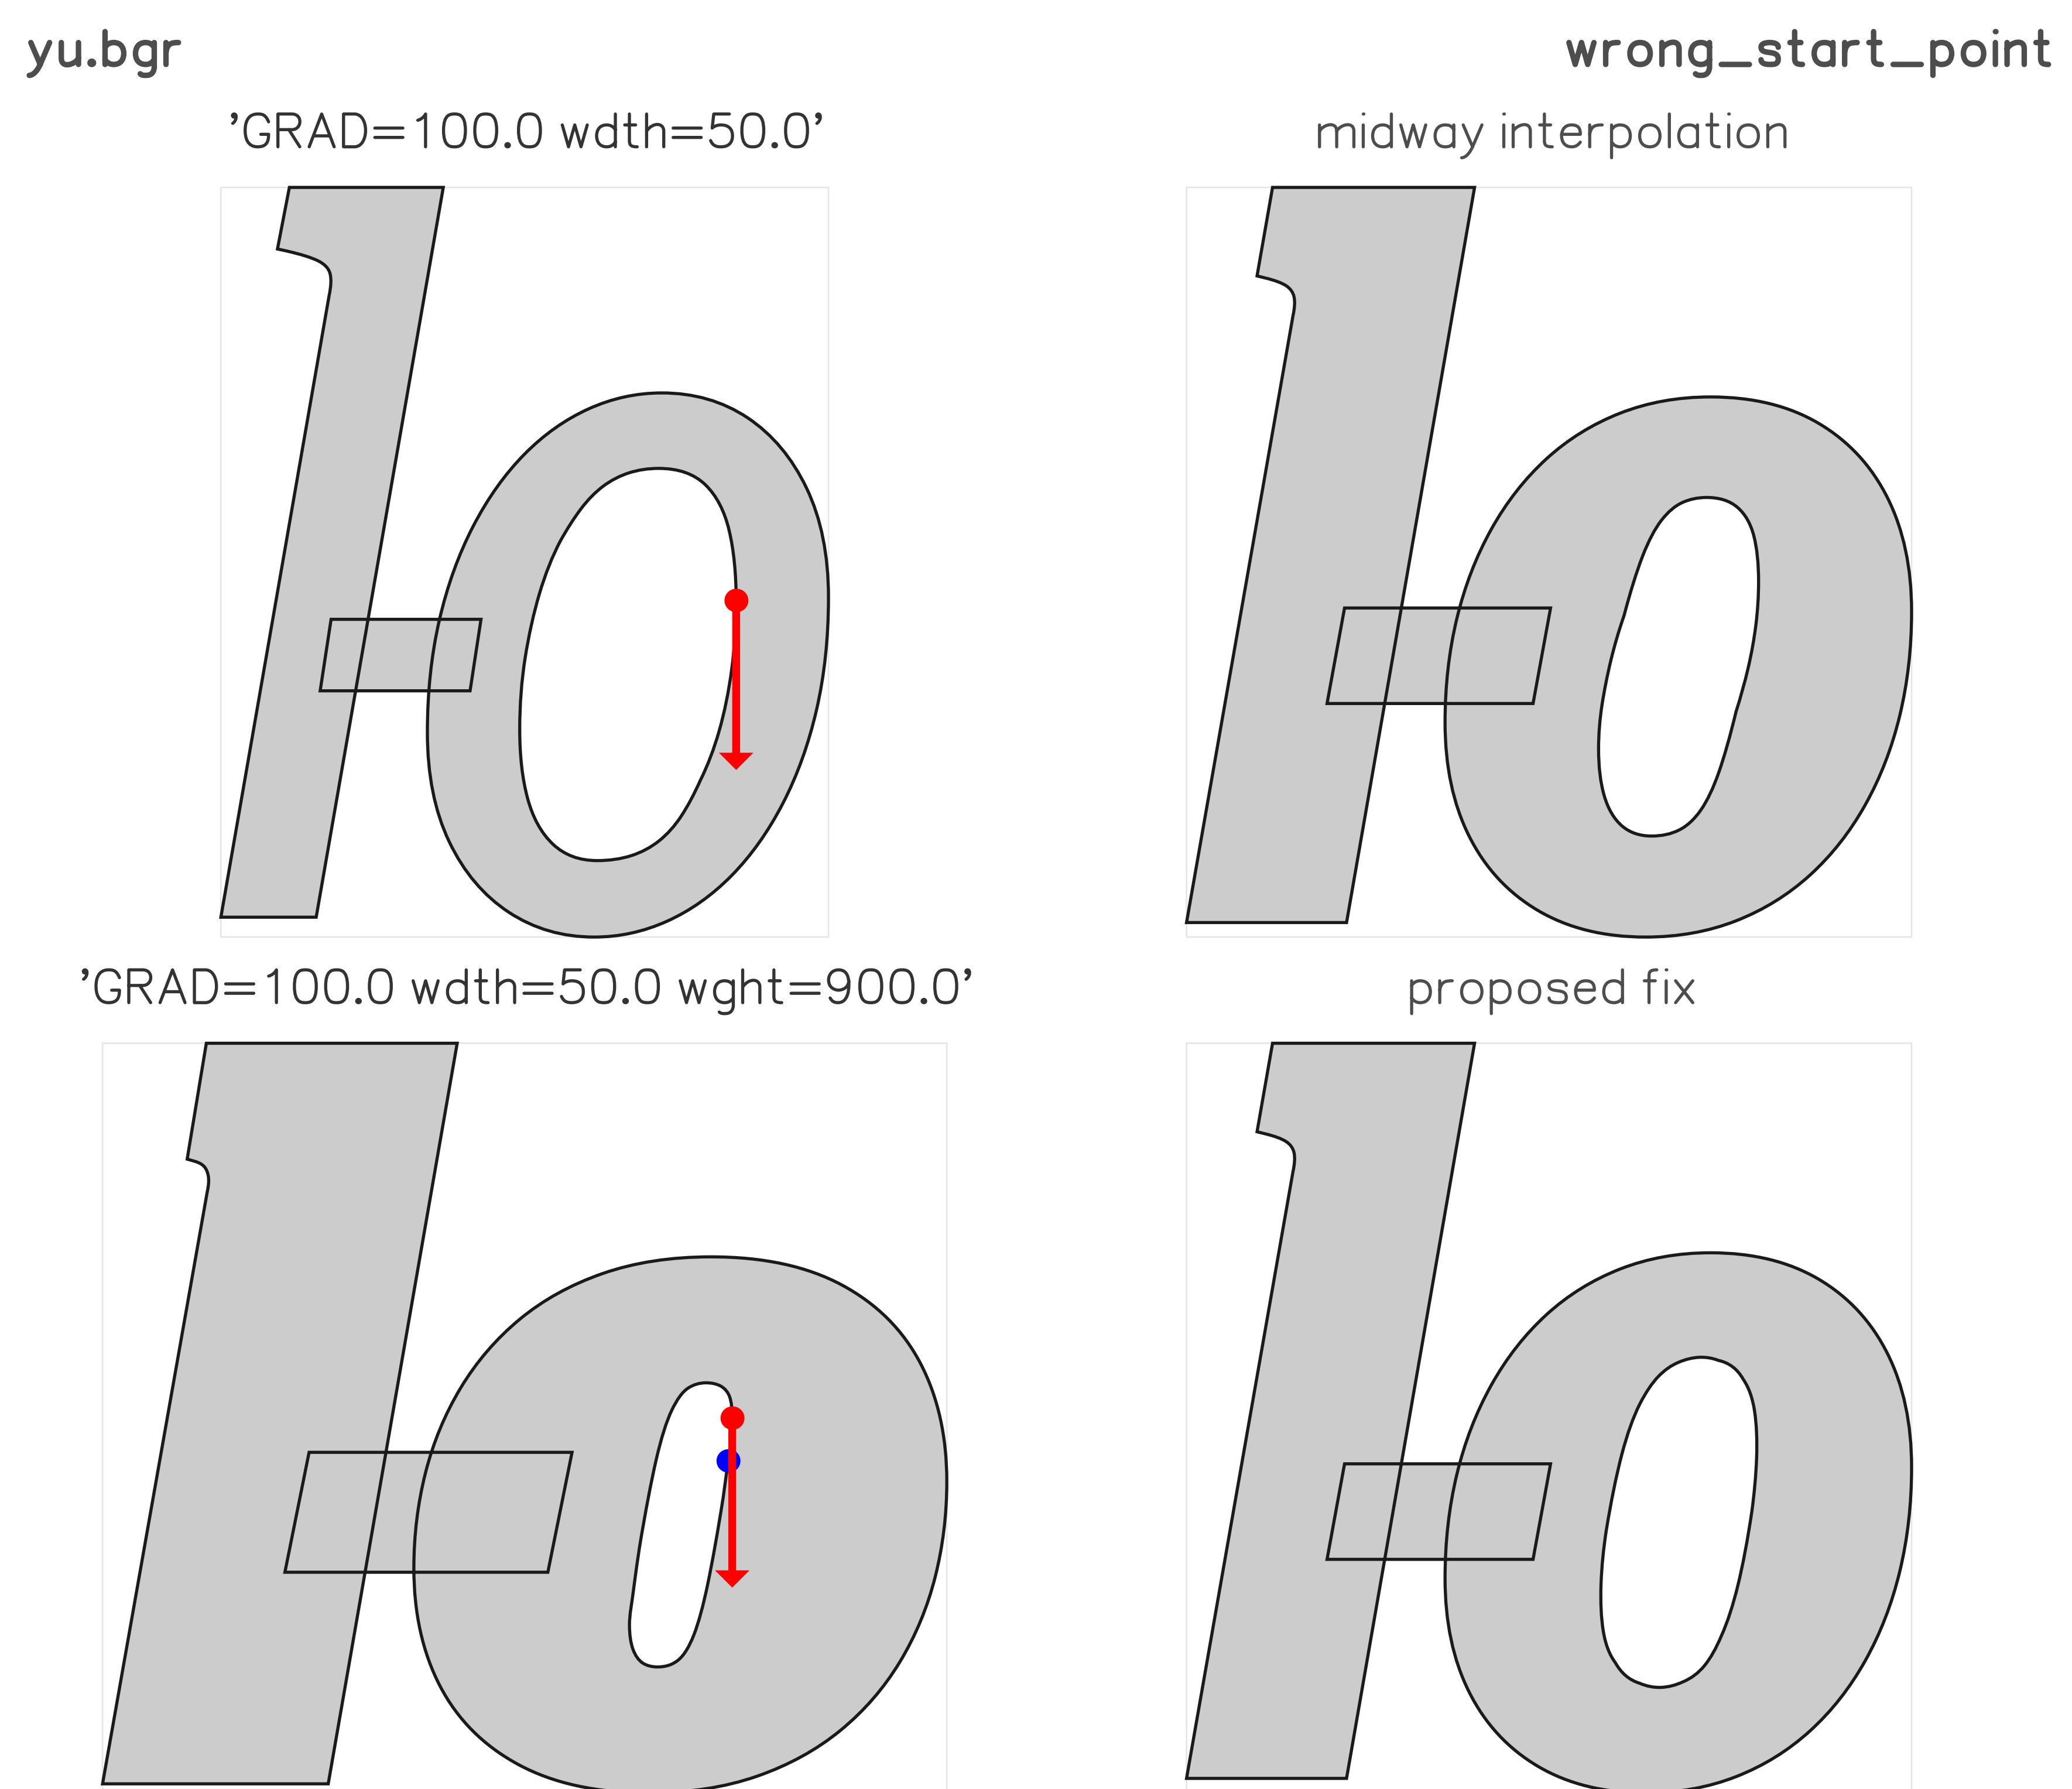 yu.bgr
wrong_start_point
'GRAD=100.0 wdth=50.0'
midway interpolation
'GRAD=100.0 wdth=50.0 wght=900.0'
proposed fix